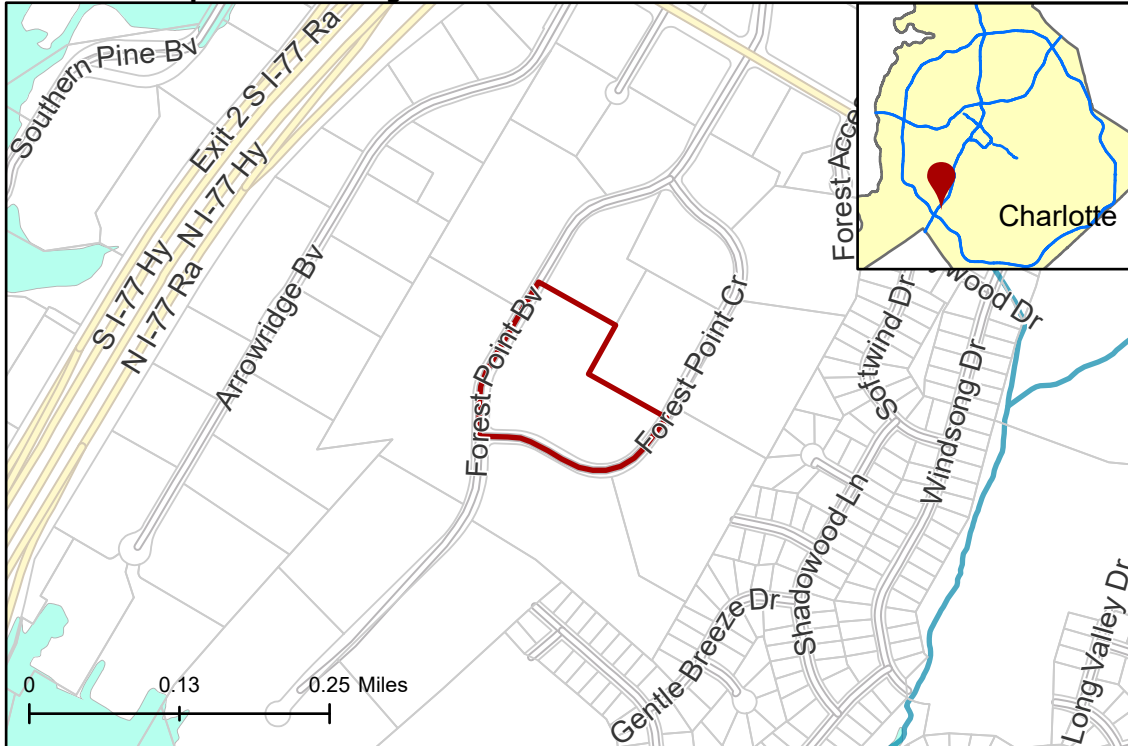 Southern Pine Bv
Exit 2 S I-77 Ra
S I-77 Hy
N I-77 Hy
N I-77 Ra
Arrowridge Bv
Forest Point Bv
Forest Point Cr
Forest Acce
Charlotte
wood Dr
Softwind Dr
Windsong Dr
Shadowood Ln
Gentle Breeze Dr
Long Valley Dr
0 0.13 0.25 Miles